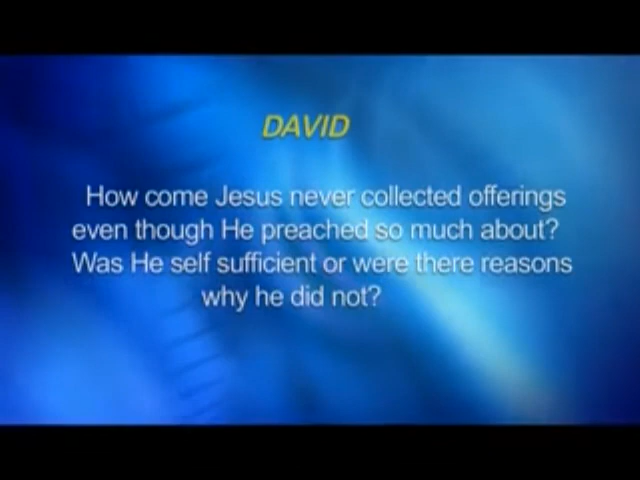 DAVID
How come Jesus never collected offerings
even though He preached so much about?
Was He self sufficient or were there reasons
why he did not?